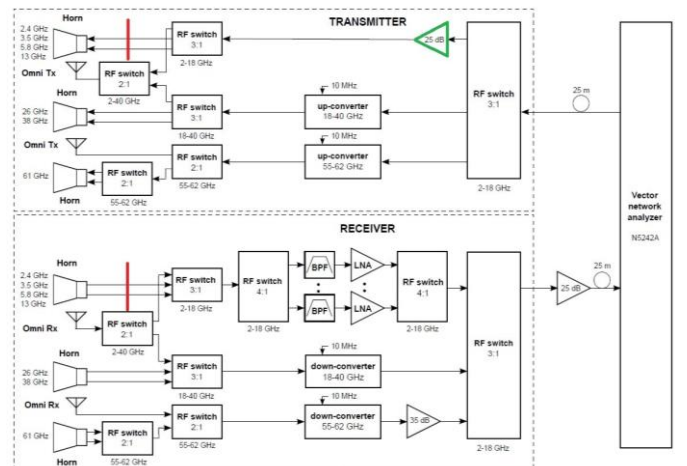 TRANSMITTER
2.4 GHz
3.5 GHz
5.8 GHz
13 GHz
RF switch
3:1
2-18 GHz
25 dB
RF switch
3:1
2-18 GHz
Omni Tx
RF switch
2:1
2-40 GHz
Horn
26 GHz
38 GHz
RF switch
3:1
18-40 GHz
10 MHz
up-converter
18-40 GHz
Omni Tx
61 GHz
Horn
RF switch
2:1
55-62 GHz
RF switch
2:1
55-62 GHz
10 MHz
up-converter
55-62 GHz
25 m
Vector
network
analyzer
N5242A
RECEIVER
Horn
2.4 GHz
3.5 GHz
5.8 GHz
13 GHz
RF switch
3:1
2-18 GHz
RF switch
4:1
2-18 GHz
BPF
LNA
BPF
LNA
RF switch
4:1
2-18 GHz
RF switch
3:1
2-18 GHz
25 dB
25 m
Omni Rx
RF switch
2:1
2-40 GHz
Horn
26 GHz
38 GHz
RF switch
3:1
18-40 GHz
10 MHz
down-converter
18-40 GHz
Omni Rx
61 GHz
Horn
RF switch
2:1
55-62 GHz
RF switch
2:1
55-62 GHz
10 MHz
down-converter
55-62 GHz
35 dB